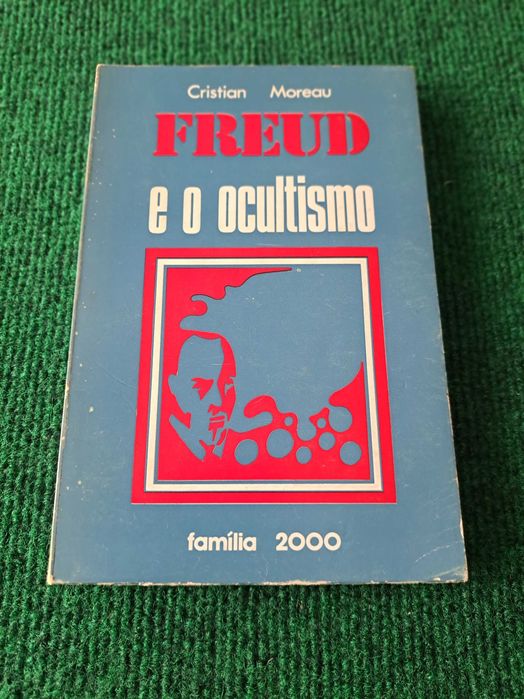 Cristian Moreau
FREUD
e o ocultismo
família 2000